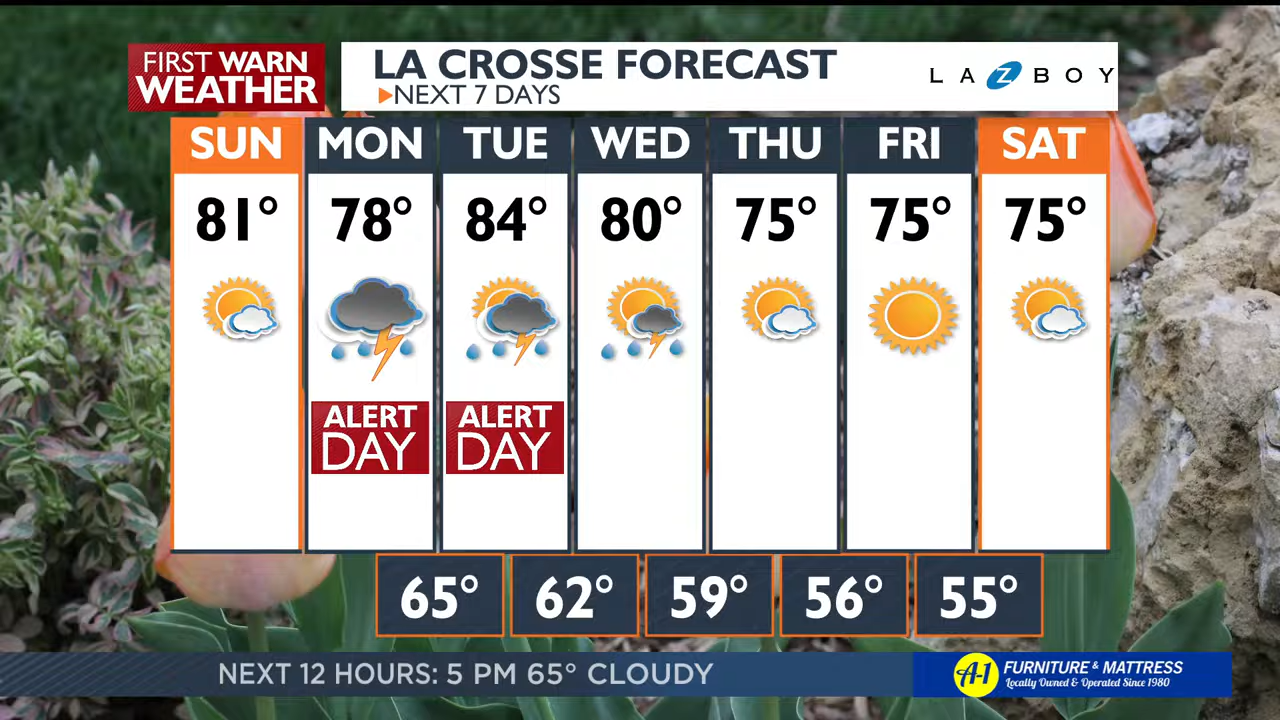 FIRST WARN
WEATHER
LA CROSSE FORECAST
NEXT 7 DAYS
LA Z BOY
SUN MON TUE WED THU FRI SAT
81° 78° 84° 80° 75° 75° 75°
ALERT DAY ALERT DAY
65° 62° 59° 56° 55°
NEXT 12 HOURS: 5 PM 65° CLOUDY
A-1 FURNITURE & MATTRESS
Locally Owned & Operated Since 1980